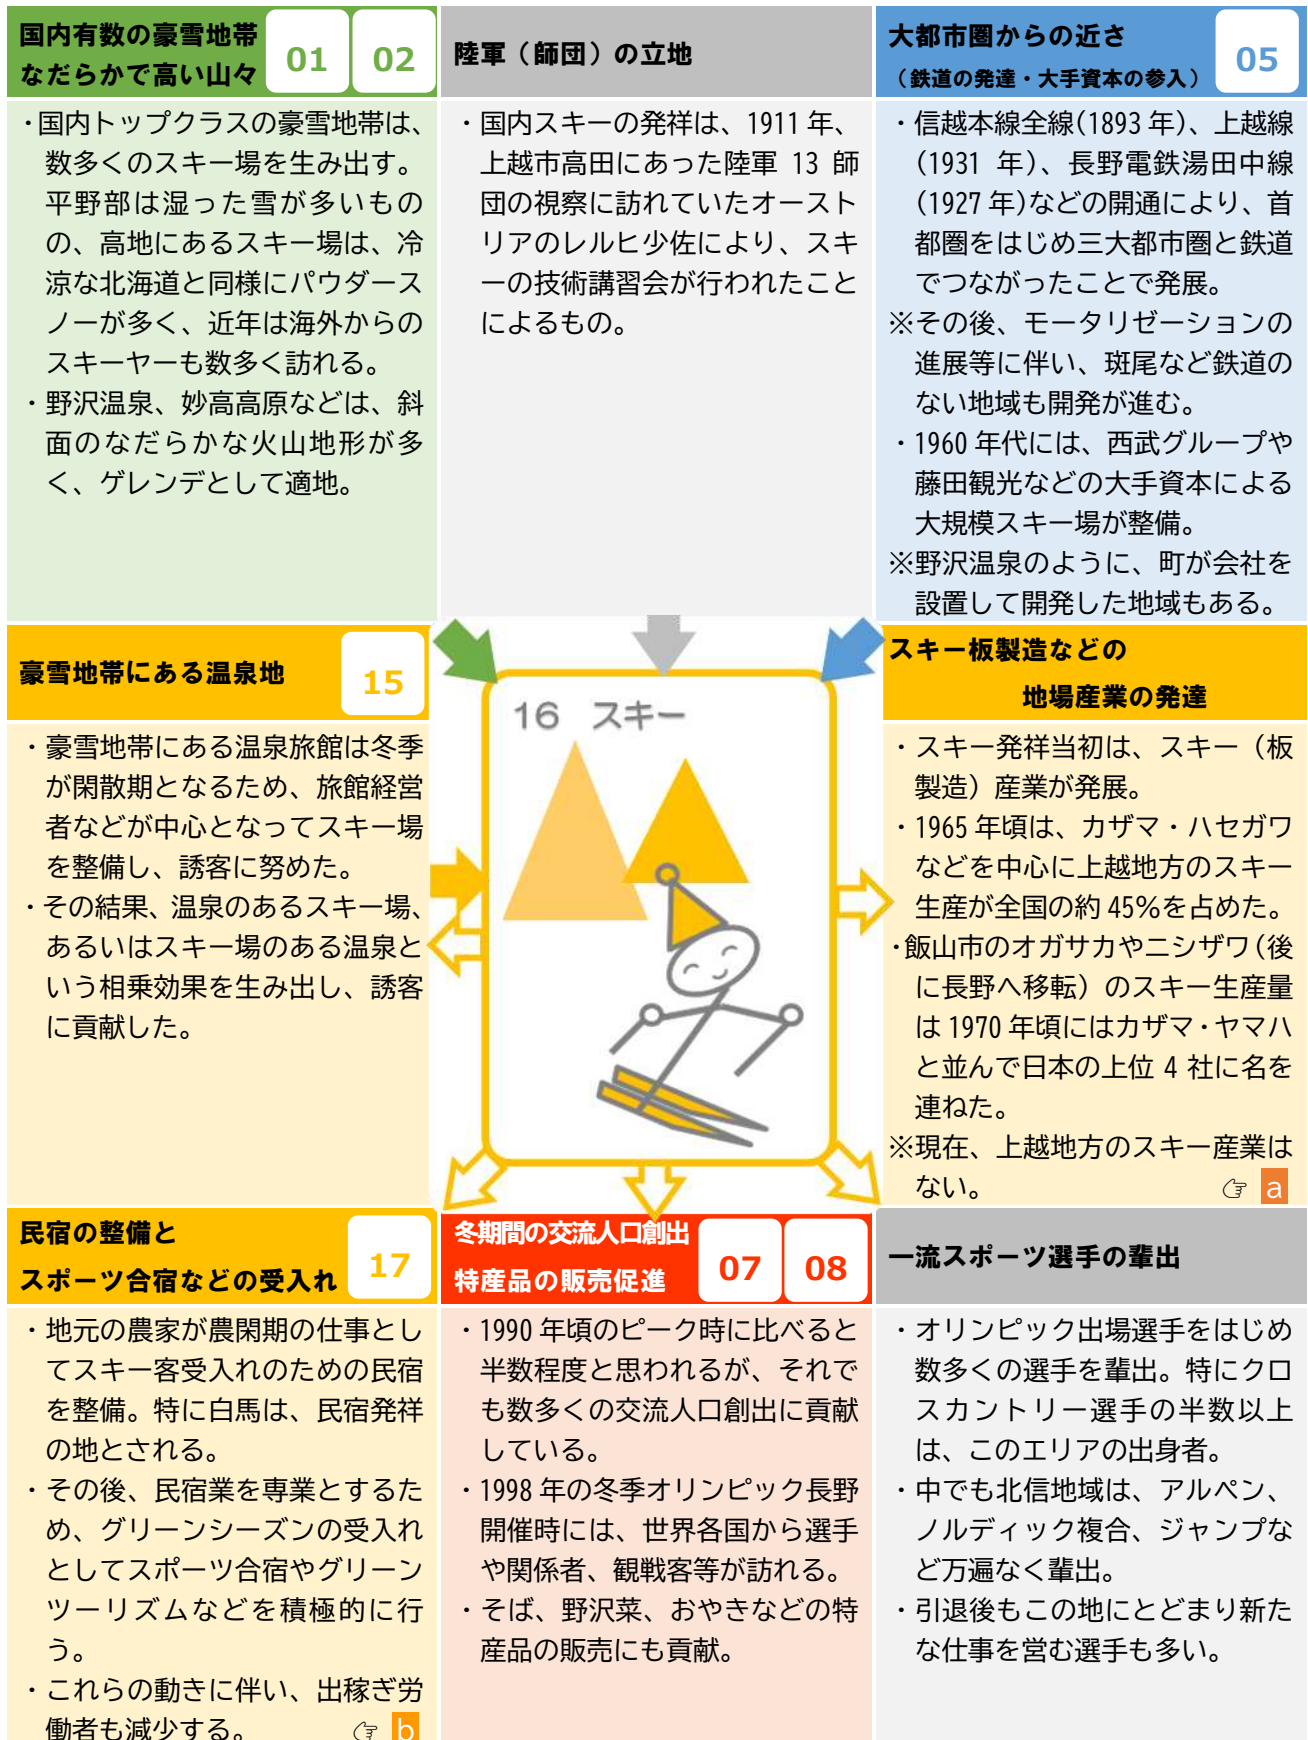 国内有数の豪雪地帯
なだらかで高い山々
01 02
・国内トップクラスの豪雪地帯は、
数多くのスキー場を生み出す。
平野部は湿った雪が多いもの
の、高地にあるスキー場は、冷
涼な北海道と同様にパウダース
ノーが多く、近年は海外からの
スキーヤーも数多く訪れる。
・野沢温泉、妙高高原などは、斜
面のなだらかな火山地形が多
く、ゲレンデとして適地。
陸軍（師団）の立地
・国内スキーの発祥は、1911年、
上越市高田にあった陸軍 13 師
団の視察に訪れていたオースト
リアのレルヒ少佐により、スキ
ーの技術講習会が行われたこと
によるもの。
大都市圏からの近さ
（鉄道の発達・大手資本の参入）
05
・信越本線全線(1893年)、上越線
(1931 年)、長野電鉄湯田中線
(1927年)などの開通により、首
都圏をはじめ三大都市圏と鉄道
でつながったことで発展。
※その後、モータリゼーションの
進展等に伴い、斑尾など鉄道の
ない地域も開発が進む。
・1960年代には、西武グループや
藤田観光などの大手資本による
大規模スキー場が整備。
※野沢温泉のように、町が会社を
設置して開発した地域もある。
豪雪地帯にある温泉地
15
・豪雪地帯にある温泉旅館は冬季
が閑散期となるため、旅館経営
者などが中心となってスキー場
を整備し、誘客に努めた。
・その結果、温泉のあるスキー場、
あるいはスキー場のある温泉と
いう相乗効果を生み出し、誘客
に貢献した。
16 スキー
スキー板製造などの
地場産業の発達
・スキー発祥当初は、スキー（板
製造）産業が発展。
・1965年頃は、カザマ・ハセガワ
などを中心に上越地方のスキー
生産が全国の約45%を占めた。
・飯山市のオガサカやニシザワ(後
に長野へ移転）のスキー生産量
は1970年頃にはカザマ・ヤマハ
と並んで日本の上位 4 社に名を
連ねた。
※現在、上越地方のスキー産業は
ない。 ☞ a
民宿の整備と
スポーツ合宿などの受入れ
17
・地元の農家が農閑期の仕事とし
てスキー客受入れのための民宿
を整備。特に白馬は、民宿発祥
の地とされる。
・その後、民宿業を専業とするた
め、グリーンシーズンの受入れ
としてスポーツ合宿やグリーン
ツーリズムなどを積極的に行
う。
・これらの動きに伴い、出稼ぎ労
働者も減少する。 ☞ b
冬期間の交流人口創出
特産品の販売促進
07 08
・1990年頃のピーク時に比べると
半数程度と思われるが、それで
も数多くの交流人口創出に貢献
している。
・1998年の冬季オリンピック長野
開催時には、世界各国から選手
や関係者、観戦客等が訪れる。
・そば、野沢菜、おやきなどの特
産品の販売にも貢献。
一流スポーツ選手の輩出
・オリンピック出場選手をはじめ
数多くの選手を輩出。特にクロ
スカントリー選手の半数以上
は、このエリアの出身者。
・中でも北信地域は、アルペン、
ノルディック複合、ジャンプな
ど万遍なく輩出。
・引退後もこの地にとどまり新た
な仕事を営む選手も多い。